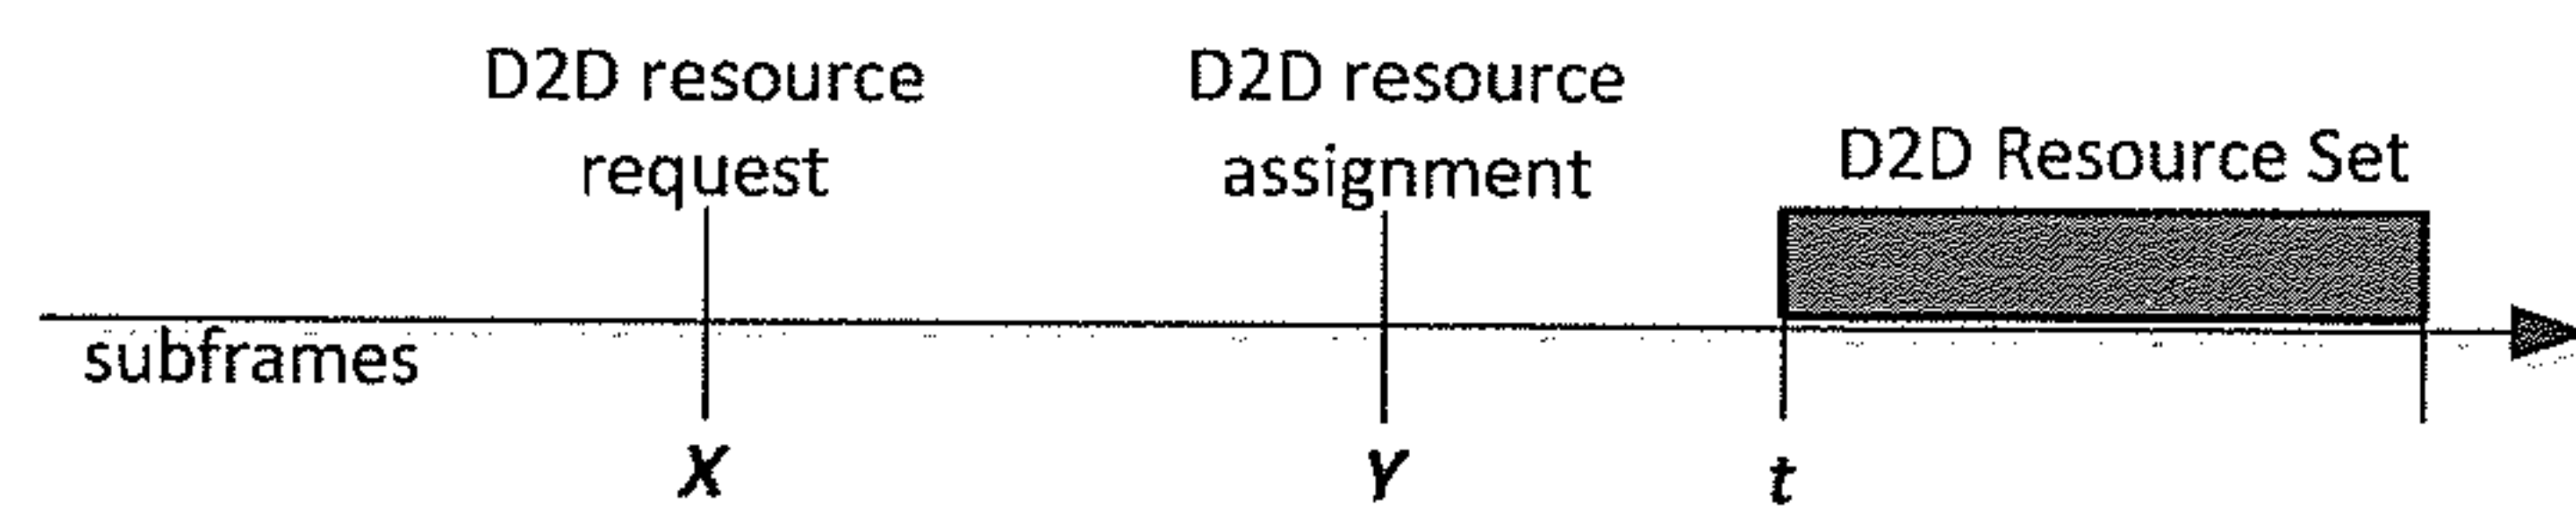 D2D resource
request
D2D resource
assignment
D2D Resource Set
subframes
X
Y
t